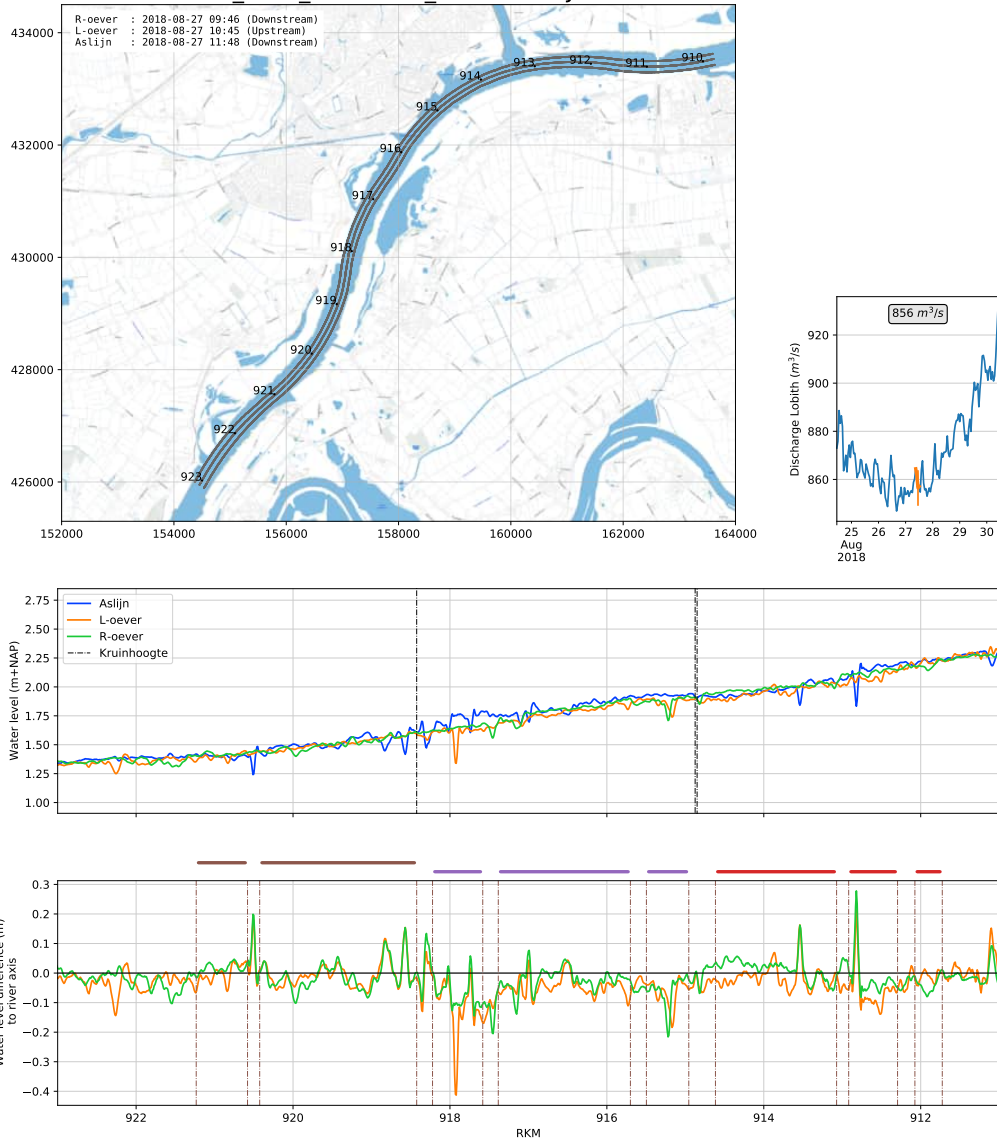 R-oever : 2018-08-27 09:46 (Downstream)
L-oever : 2018-08-27 10:45 (Upstream)
Aslijn : 2018-08-27 11:48 (Downstream)
434000
432000
430000
428000
426000
152000 154000 156000 158000 160000 162000 164000
910
911
912
913
914
915
916
917
918
919
920
921
922
923
856 m³/s
Discharge Lobith (m³/s)
920
900
880
860
25 26 27 28 29 30
Aug
2018
Water level (m+NAP)
2.75
2.50
2.25
2.00
1.75
1.50
1.25
1.00
Aslijn
L-oever
R-oever
Kruinhoogte
to river axis
0.3
0.2
0.1
0.0
−0.1
−0.2
−0.3
−0.4
922 920 918 916 914 912
RKM